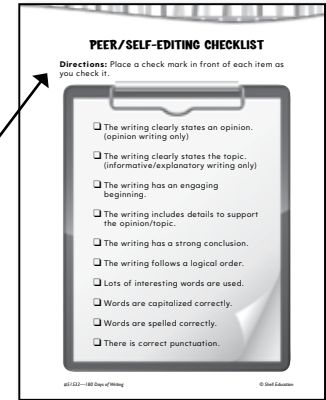 PEER/SELF-EDITING CHECKLIST
Directions: Place a check mark in front of each item as
you check it.
The writing clearly states an opinion.
(opinion writing only)
The writing clearly states the topic.
(informative/explanatory writing only)
The writing has an engaging
beginning.
The writing includes details to support
the opinion/topic.
The writing has a strong conclusion.
The writing follows a logical order.
Lots of interesting words are used.
Words are capitalized correctly.
Words are spelled correctly.
There is correct punctuation.
#51532—180 Days of Writing
© Shell Education